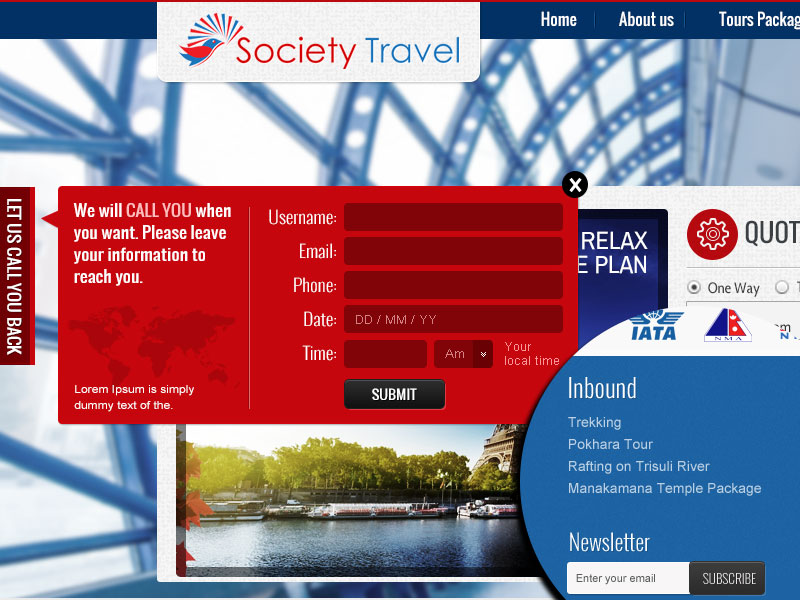 Home
About us
Tours Packag
Society Travel
LET US CALL YOU BACK
We will CALL YOU when
you want. Please leave
your information to
reach you.
Lorem Ipsum is simply
dummy text of the.
Username:
Email:
Phone:
Date:
DD / MM / YY
Time:
Am
Your
local time
SUBMIT
RELAX
E PLAN
QUOT
One Way
T
IATA
NMA
em
N
Inbound
Trekking
Pokhara Tour
Rafting on Trisuli River
Manakamana Temple Package
Newsletter
Enter your email
SUBSCRIBE